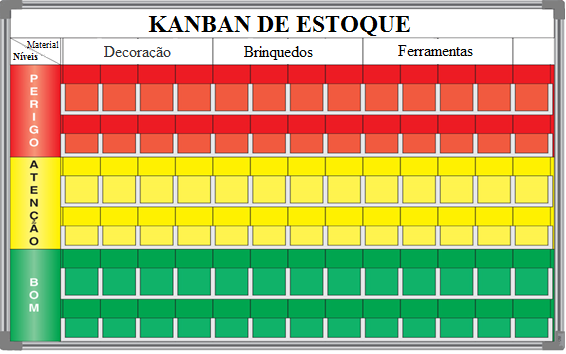 KANBAN DE ESTOQUE
Material
Níveis
Decoração
Brinquedos
Ferramentas
PERIGO
ATENÇÃO
BOM